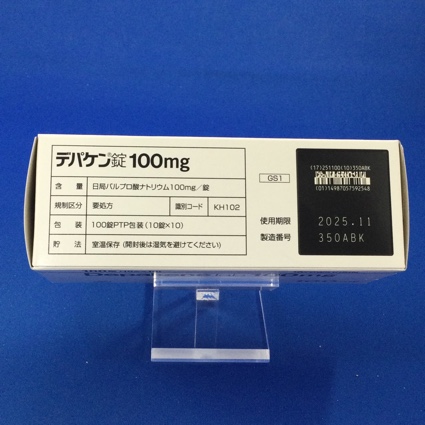 デパケン®錠100mg
含量 日局バルプロ酸ナトリウム100mg/錠
規制区分 要処方 識別コード KH102
包装 100錠PTP包装(10錠×10)
貯法 室温保存(開封後は湿気を避けてください)
GS1
(17)251100(10)350ABK
(01)14987057592548
使用期限 2025.11
製造番号 350ABK